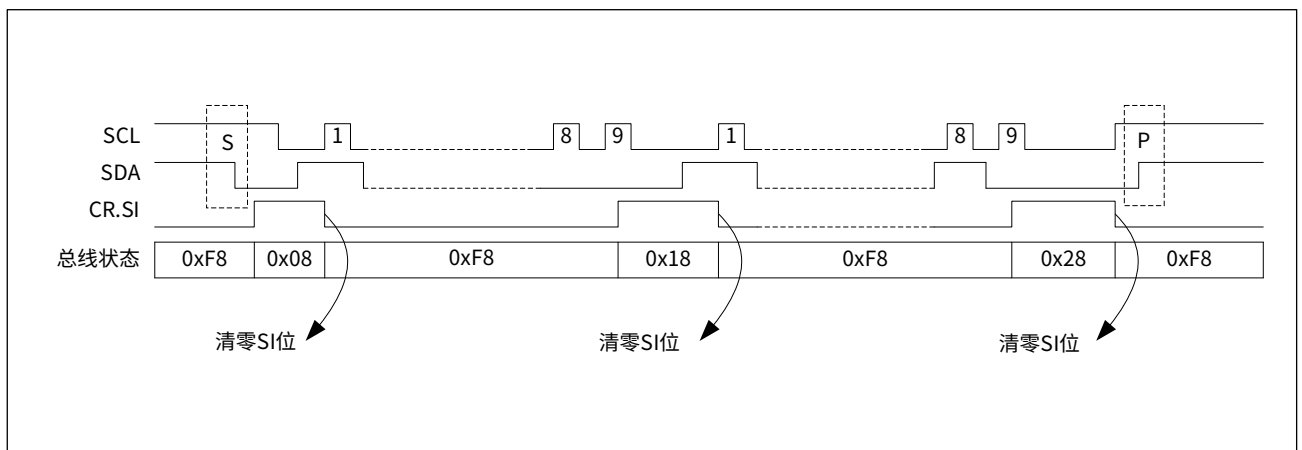 SCL S 1 8 9 1 8 9 P
SDA
CR.SI
总线状态 0xF8 0x08 0xF8 0x18 0xF8 0x28 0xF8
清零SI位 清零SI位 清零SI位